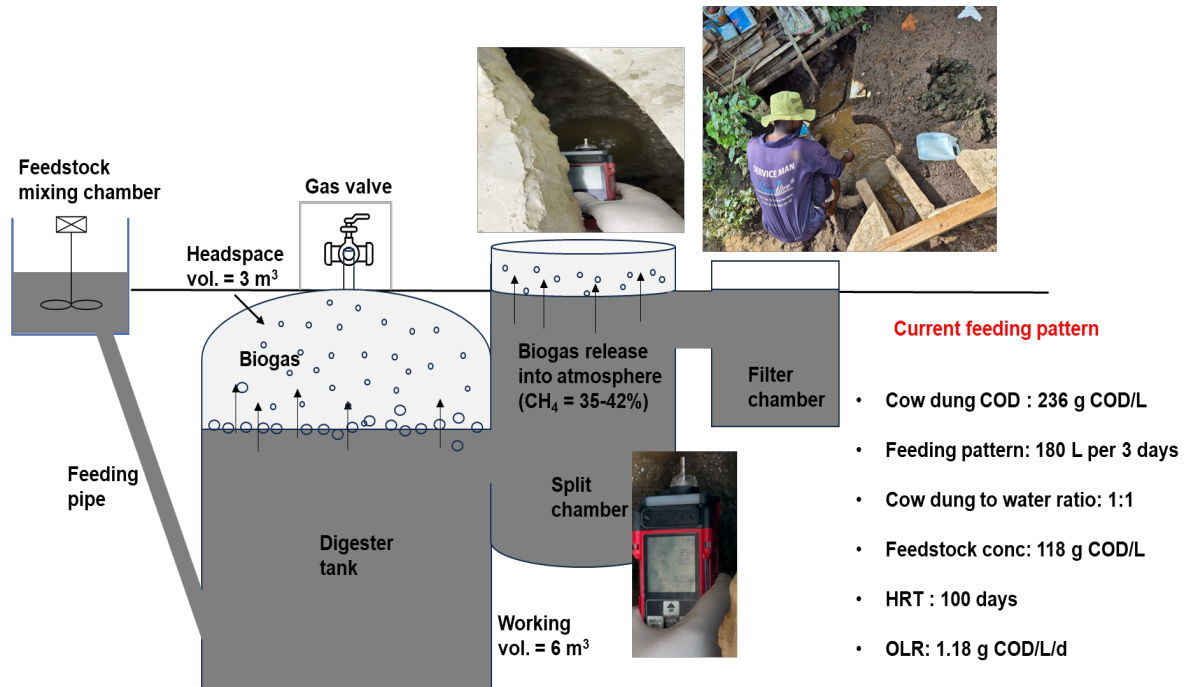 Feedstock
mixing chamber
Gas valve
Headspace
vol. = 3 m³
Biogas
Feeding
pipe
Digester
tank
Working
vol. = 6 m³
Biogas release
into atmosphere
(CH₄ = 35-42%)
Split
chamber
Filter
chamber
SERVICE MAN
Current feeding pattern
• Cow dung COD : 236 g COD/L
• Feeding pattern: 180 L per 3 days
• Cow dung to water ratio: 1:1
• Feedstock conc: 118 g COD/L
• HRT : 100 days
• OLR: 1.18 g COD/L/d